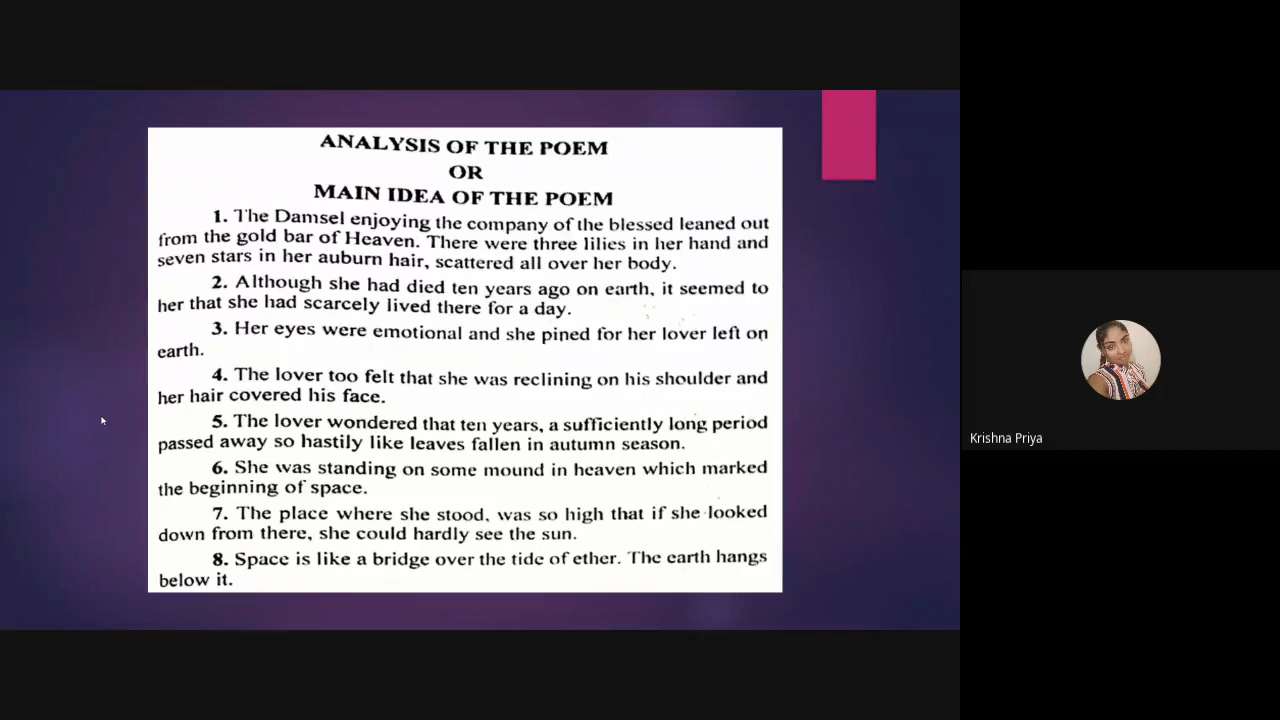 ANALYSIS OF THE POEM
OR
MAIN IDEA OF THE POEM
1. The Damsel enjoying the company of the blessed leaned out
from the gold bar of Heaven. There were three lilies in her hand and
seven stars in her auburn hair, scattered all over her body.
2. Although she had died ten years ago on earth, it seemed to
her that she had scarcely lived there for a day.
3. Her eyes were emotional and she pined for her lover left on
earth.
4. The lover too felt that she was reclining on his shoulder and
her hair covered his face.
5. The lover wondered that ten years, a sufficiently long period
passed away so hastily like leaves fallen in autumn season.
6. She was standing on some mound in heaven which marked
the beginning of space.
7. The place where she stood, was so high that if she looked
down from there, she could hardly see the sun.
8. Space is like a bridge over the tide of ether. The earth hangs
below it.
Krishna Priya